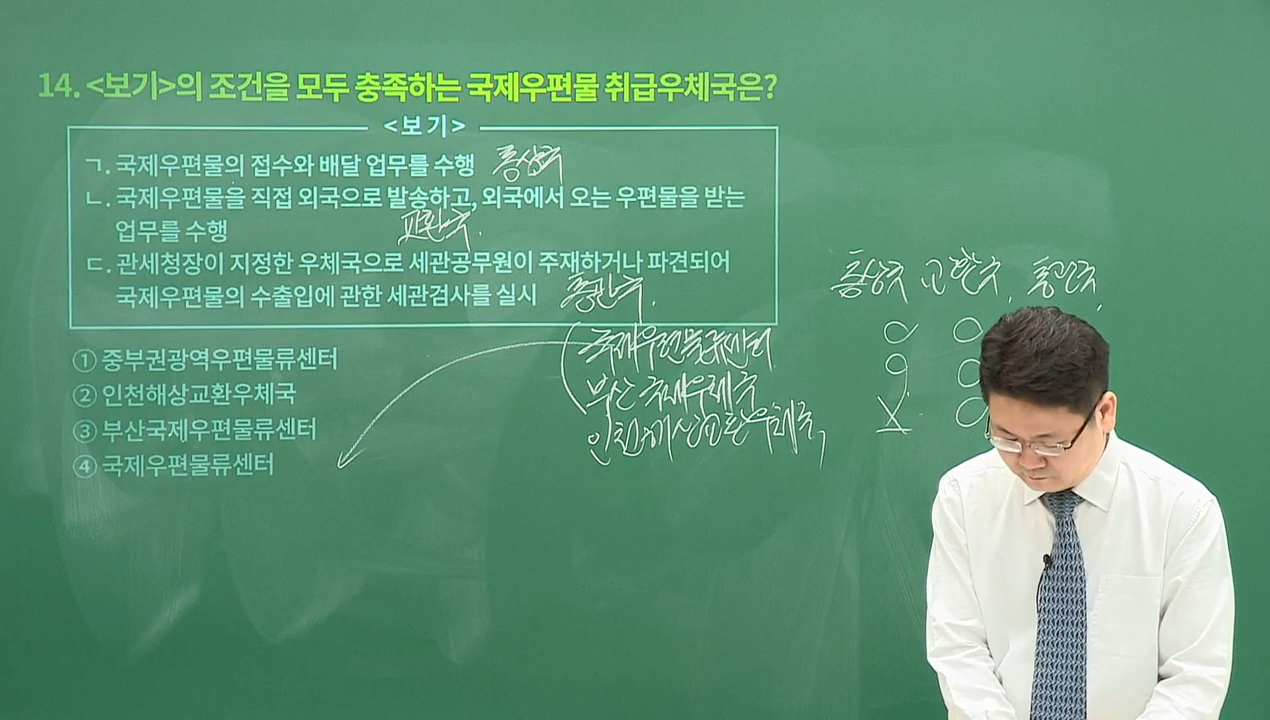 14. <보기>의 조건을 모두 충족하는 국제우편물 취급우체국은?
<보 기>
ㄱ. 국제우편물의 접수와 배달 업무를 수행 통상국
ㄴ. 국제우편물을 직접 외국으로 발송하고, 외국에서 오는 우편물을 받는
업무를 수행 교환국.
ㄷ. 관세청장이 지정한 우체국으로 세관공무원이 주재하거나 파견되어
국제우편물의 수출입에 관한 세관검사를 실시 통관국.
① 중부권광역우편물류센터
② 인천해상교환우체국
③ 부산국제우편물류센터
④ 국제우편물류센터
국제우편물류센터
부산국제우체국
인천해상교환우체국,
통상국 교환국, 통관국,
○ ○
○ ○
X ○